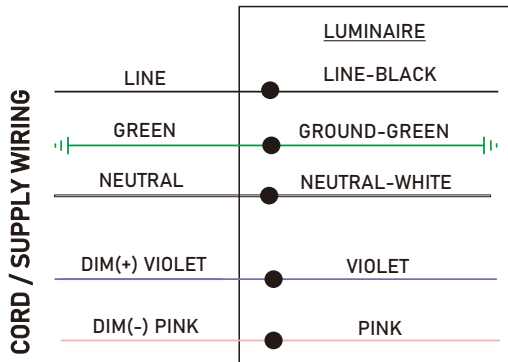 LUMINAIRE
LINE LINE-BLACK
GREEN GROUND-GREEN
NEUTRAL NEUTRAL-WHITE
DIM(+) VIOLET VIOLET
DIM(-) PINK PINK
CORD / SUPPLY WIRING